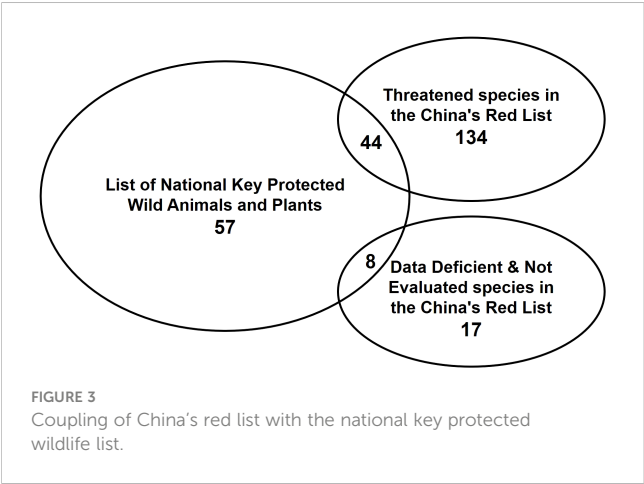 Threatened species in
the China's Red List
134
44
List of National Key Protected
Wild Animals and Plants
57
8
Data Deficient & Not
Evaluated species in
the China's Red List
17
FIGURE 3
Coupling of China’s red list with the national key protected
wildlife list.